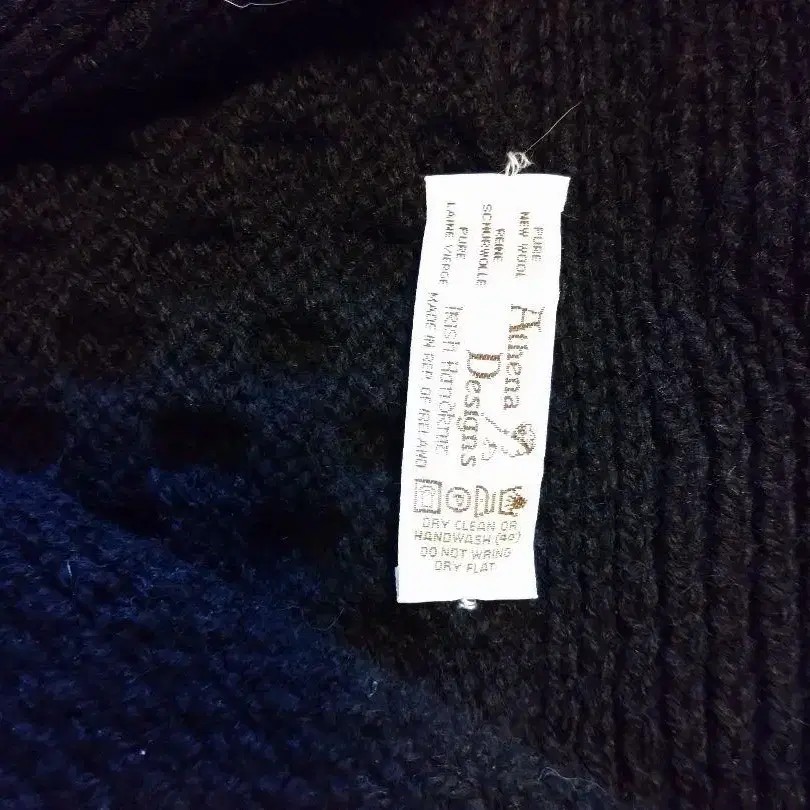 PURE
NEW WOOL
REINE
SCHURWOLLE
PURE
LAINE VIERGE
Athena
Designs
IRISH HANDKNIT
MADE IN REP. OF IRELAND
DRY CLEAN OR
HANDWASH (40)
DO NOT WRING
DRY FLAT